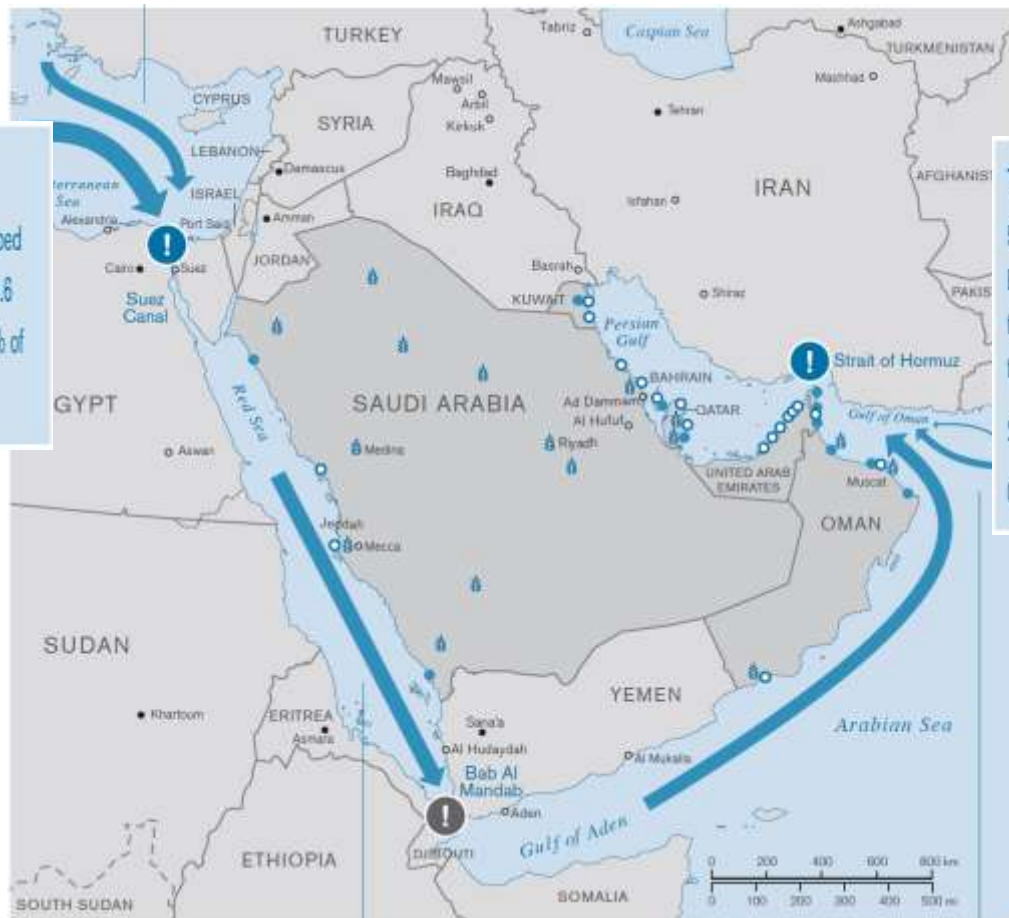 TURKEY
Tabriz
Caspian Sea
Ashgabad
TURKMENISTAN
Mashhad
Mawsil
Arbil
Kirkuk
Tehran
CYPRUS
SYRIA
LEBANON
Damascus
Baghdad
AFGHANIST
IRAN
Isfahan
IRAQ
ISRAEL
terranean
Sea
Alexandria
Port Said
Amman
JORDAN
Cairo
Suez
Basrah
KUWAIT
Shiraz
PAKIS
Suez
Canal
.6
of
Persian
Gulf
Strait of Hormuz
BAHRAIN
Ad Dammam
QATAR
Al Hufuf
Gulf of Oman
GYPT
Red Sea
SAUDI ARABIA
Aswan
Medina
Riyadh
UNITED ARAB
EMIRATES
Muscat
OMAN
Jeddah
Mecca
SUDAN
YEMEN
Khartoum
ERITREA
Asmara
Sana'a
Arabian Sea
Al Hudaydah
Al Mukalla
Bab Al
Mandab
Aden
Gulf of Aden
ETHIOPIA
DJIBOUTI
SOMALIA
SOUTH SUDAN
0 200 400 600 800 km
0 100 200 300 400 500 mi